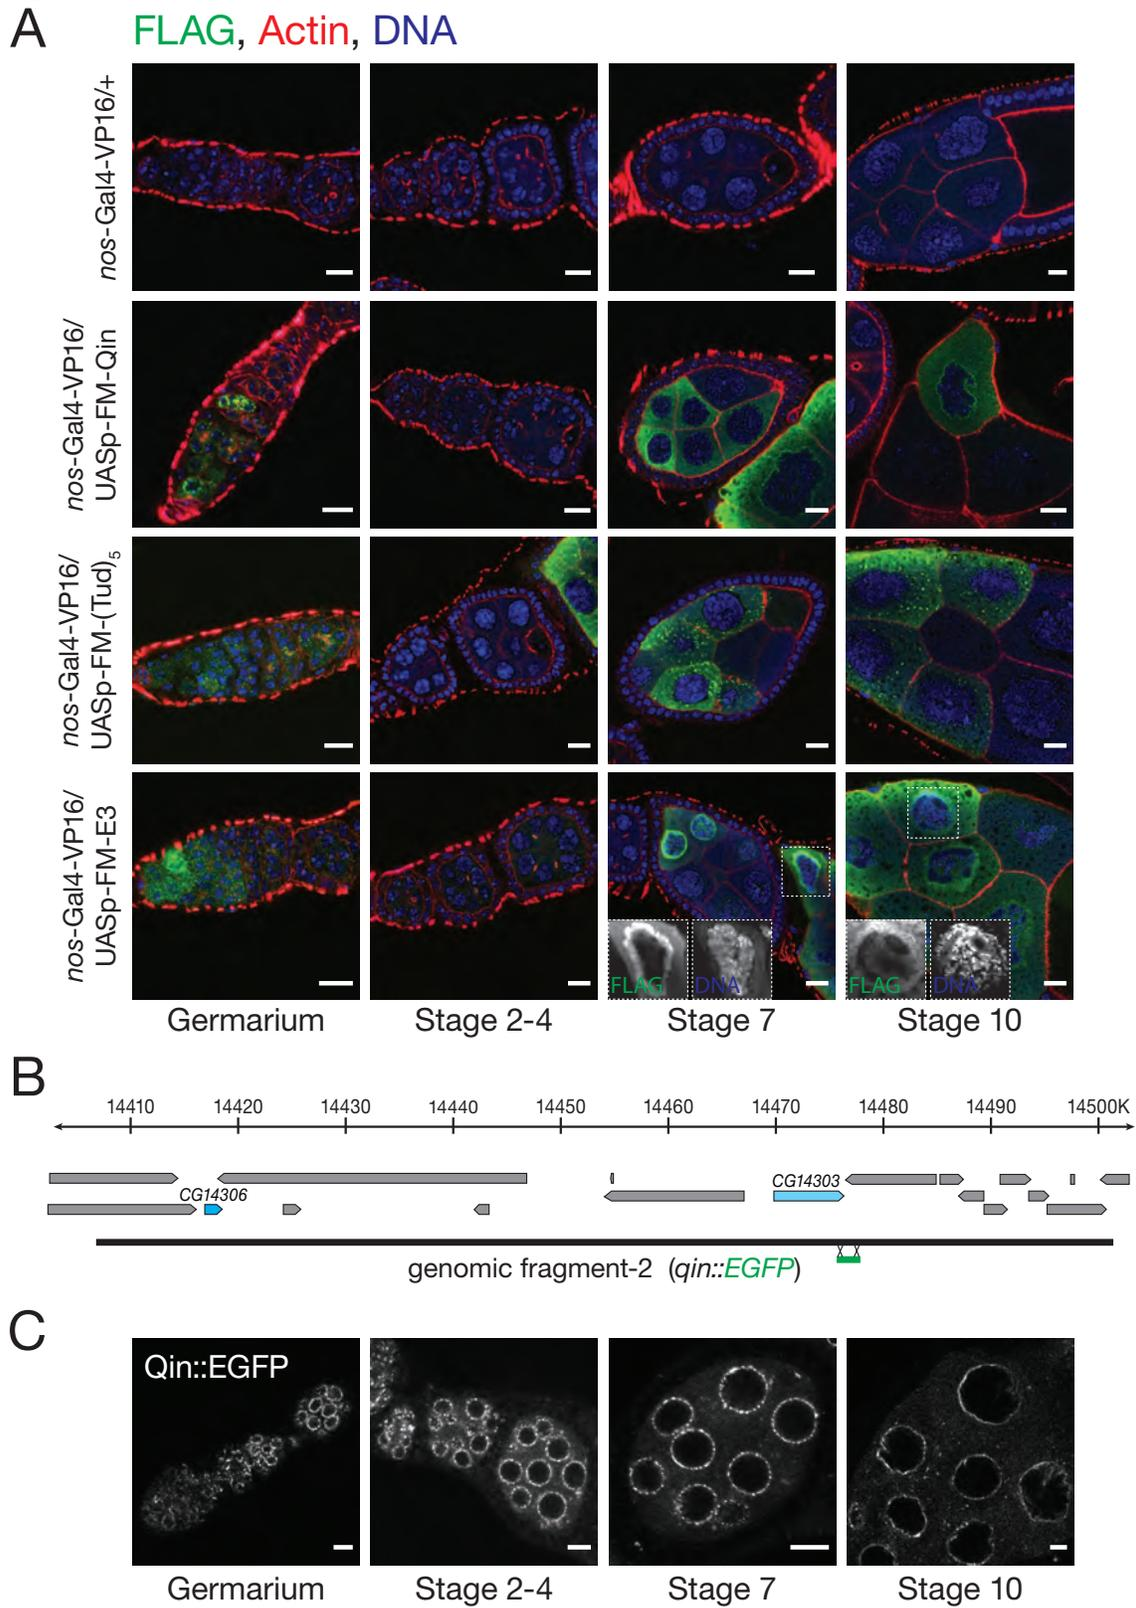 A
FLAG, Actin, DNA
nos-Gal4-VP16/+
nos-Gal4-VP16/
UASp-FM-Qin
nos-Gal4-VP16/
UASp-FM-(Tud)5
nos-Gal4-VP16/
UASp-FM-E3
FLAG DNA FLAG DNA
Germarium Stage 2-4 Stage 7 Stage 10
B
14410 14420 14430 14440 14450 14460 14470 14480 14490 14500K
CG14303
CG14306
genomic fragment-2 (qin::EGFP)
C
Qin::EGFP
Germarium Stage 2-4 Stage 7 Stage 10